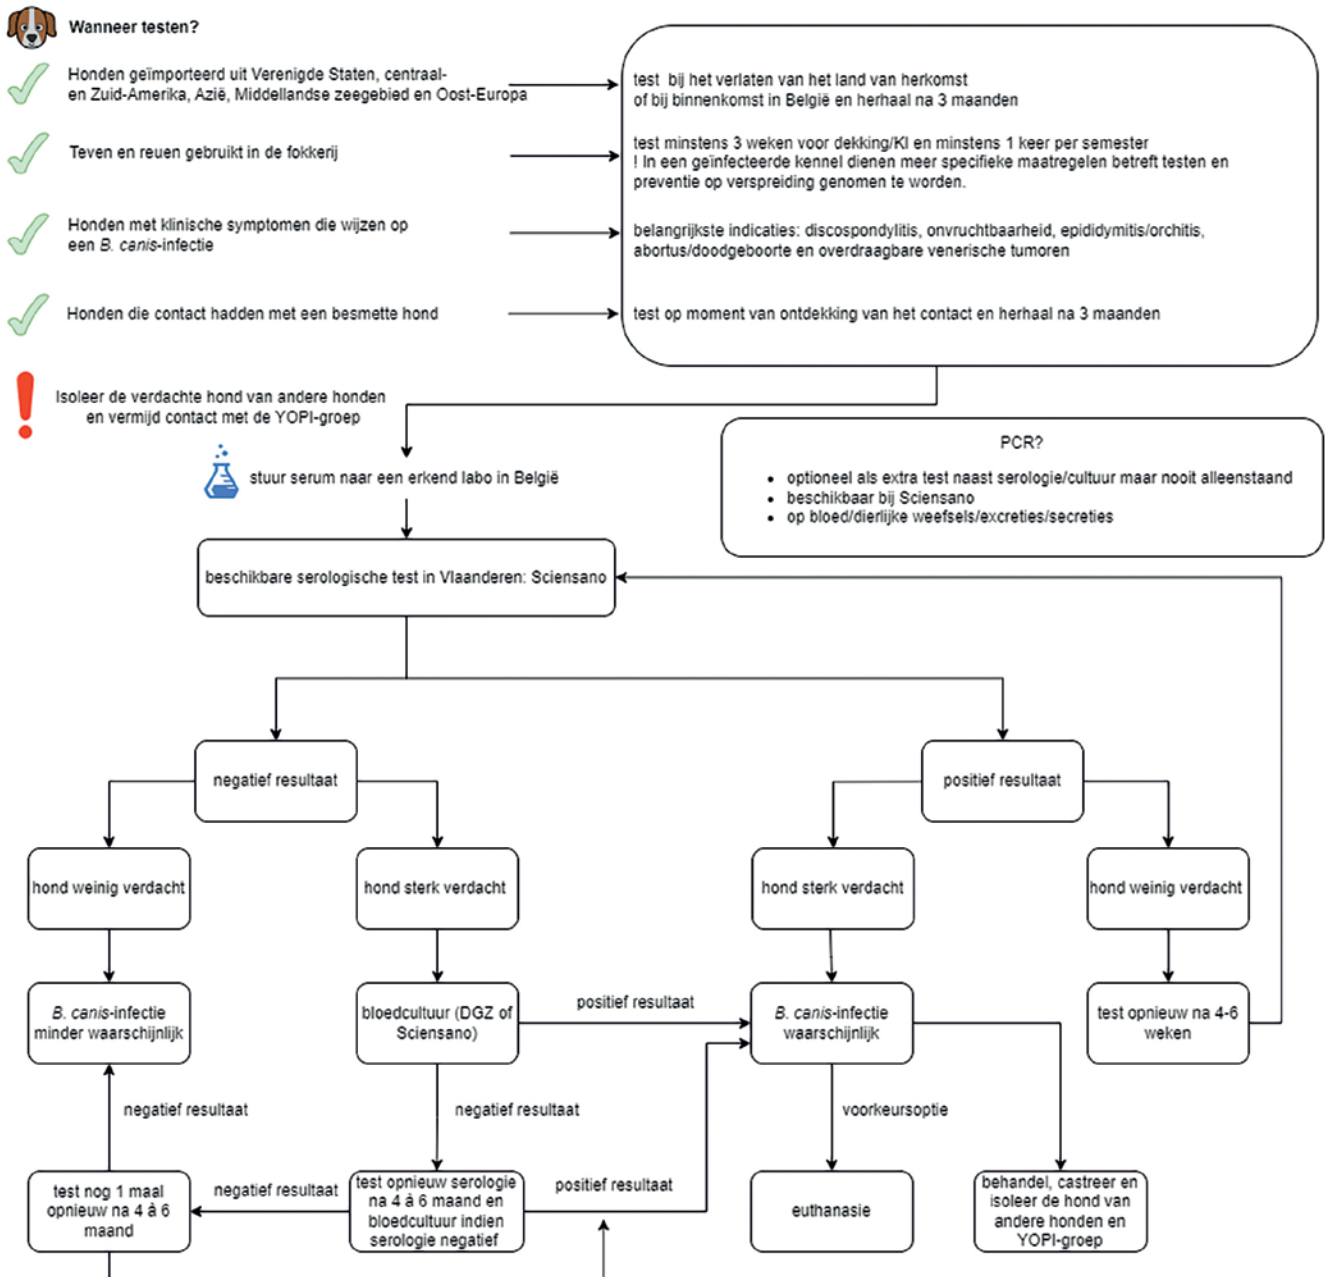 Wanneer testen?
Honden geïmporteerd uit Verenigde Staten, centraal-
en Zuid-Amerika, Azië, Middellandse zeegebied en Oost-Europa
test bij het verlaten van het land van herkomst
of bij binnenkomst in België en herhaal na 3 maanden
Teven en reuen gebruikt in de fokkerij
test minstens 3 weken voor dekking/KI en minstens 1 keer per semester
! In een geïnfecteerde kennel dienen meer specifieke maatregelen betreft testen en
preventie op verspreiding genomen te worden.
Honden met klinische symptomen die wijzen op
een B. canis-infectie
belangrijkste indicaties: discospondylitis, onvruchtbaarheid, epididymitis/orchitis,
abortus/doodgeboorte en overdraagbare venerische tumoren
Honden die contact hadden met een besmette hond
test op moment van ontdekking van het contact en herhaal na 3 maanden
Isoleer de verdachte hond van andere honden
en vermijd contact met de YOPI-groep
stuur serum naar een erkend labo in België
PCR?
• optioneel als extra test naast serologie/cultuur maar nooit alleenstaand
• beschikbaar bij Sciensano
• op bloed/dierlijke weefsels/excreties/secreties
beschikbare serologische test in Vlaanderen: Sciensano
negatief resultaat
positief resultaat
hond weinig verdacht
hond sterk verdacht
hond sterk verdacht
hond weinig verdacht
B. canis-infectie
minder waarschijnlijk
bloedcultuur (DGZ of
Sciensano)
positief resultaat
B. canis-infectie
waarschijnlijk
test opnieuw na 4-6
weken
negatief resultaat
negatief resultaat
voorkeursoptie
test nog 1 maal
opnieuw na 4 à 6
maand
negatief resultaat
test opnieuw serologie
na 4 à 6 maand en
bloedcultuur indien
serologie negatief
positief resultaat
euthanasie
behandel, castreer en
isoleer de hond van
andere honden en
YOPI-groep